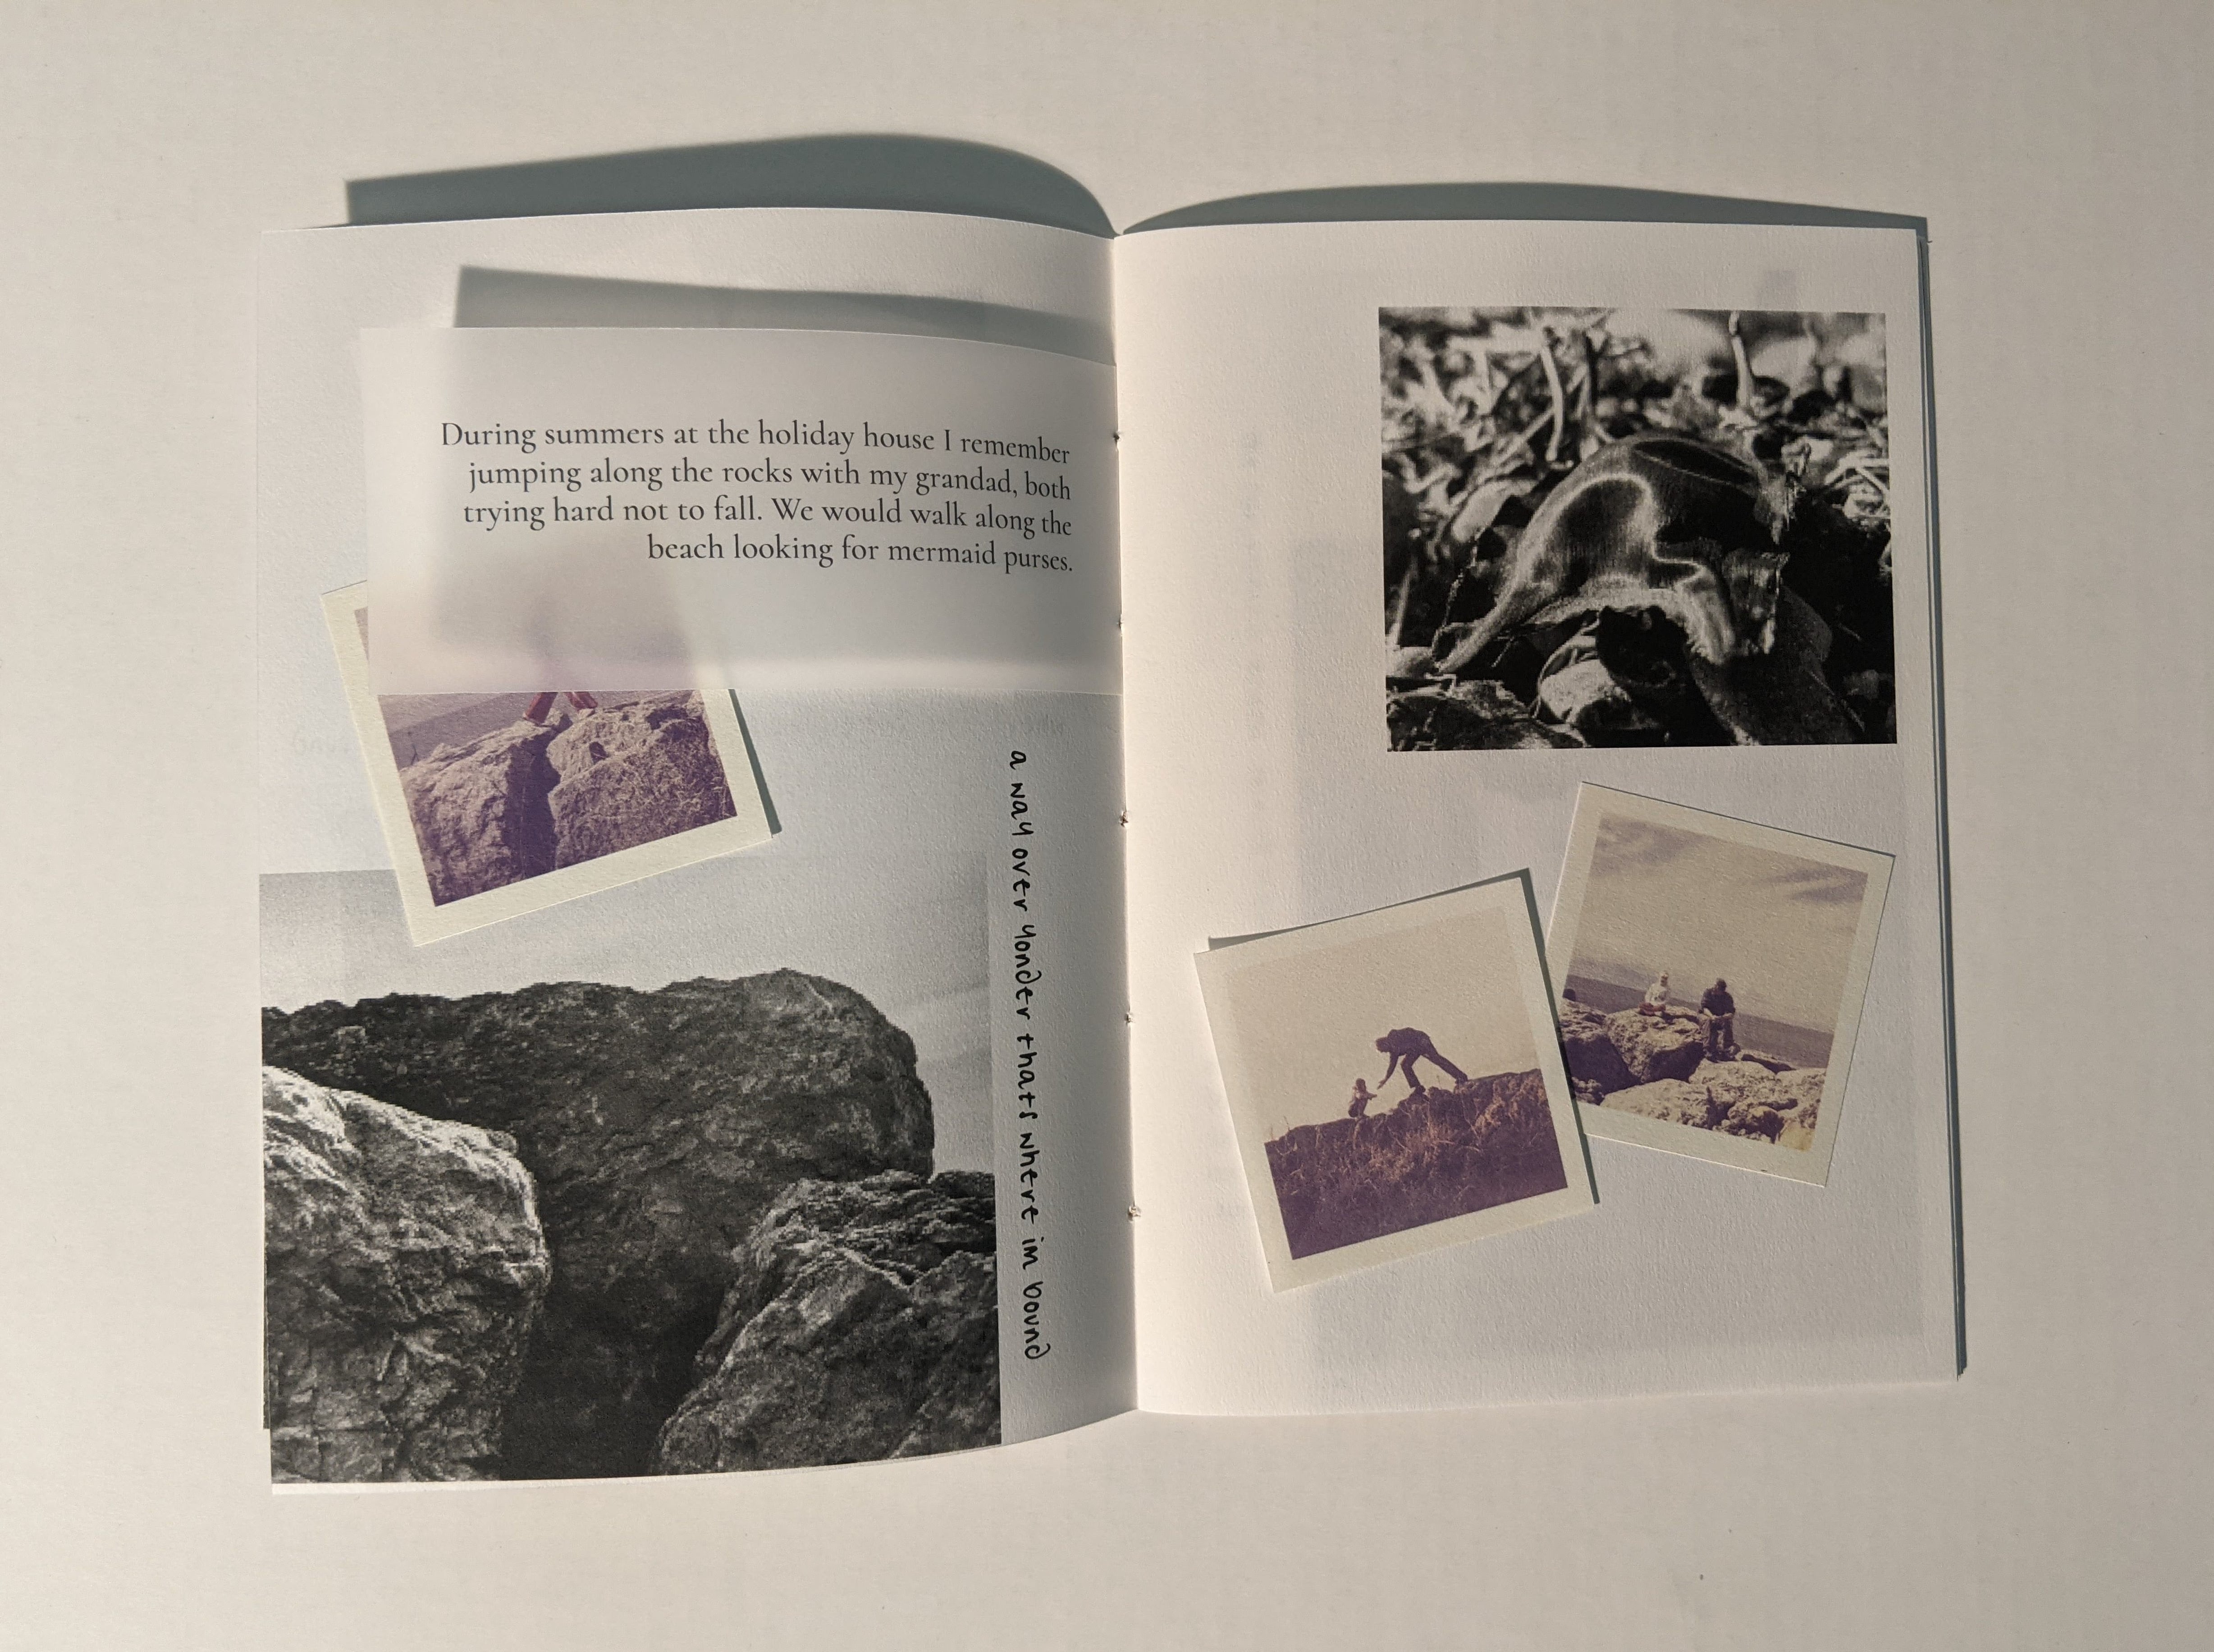 During summers at the holiday house I remember
jumping along the rocks with my grandad, both
trying hard not to fall. We would walk along the
beach looking for mermaid purses.
a way over yonder thats where im bound